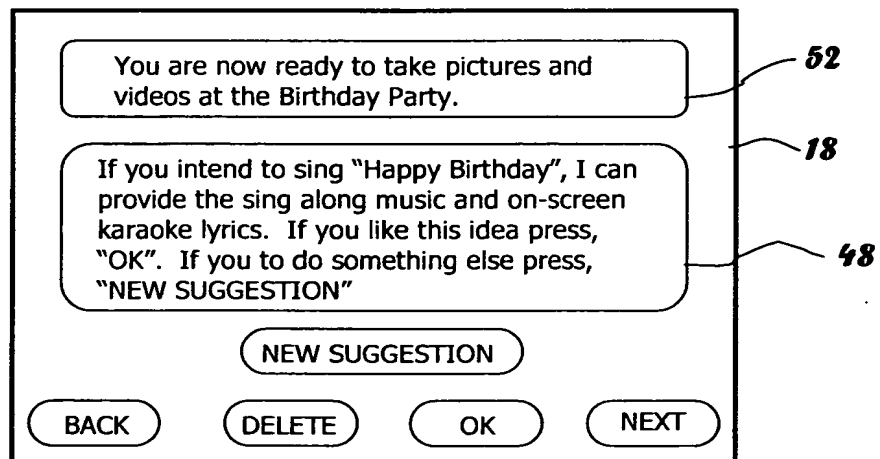 You are now ready to take pictures and
videos at the Birthday Party.
52
18
If you intend to sing “Happy Birthday”, I can
provide the sing along music and on-screen
karaoke lyrics. If you like this idea press,
“OK”. If you to do something else press,
“NEW SUGGESTION”
48
NEW SUGGESTION
BACK DELETE OK NEXT